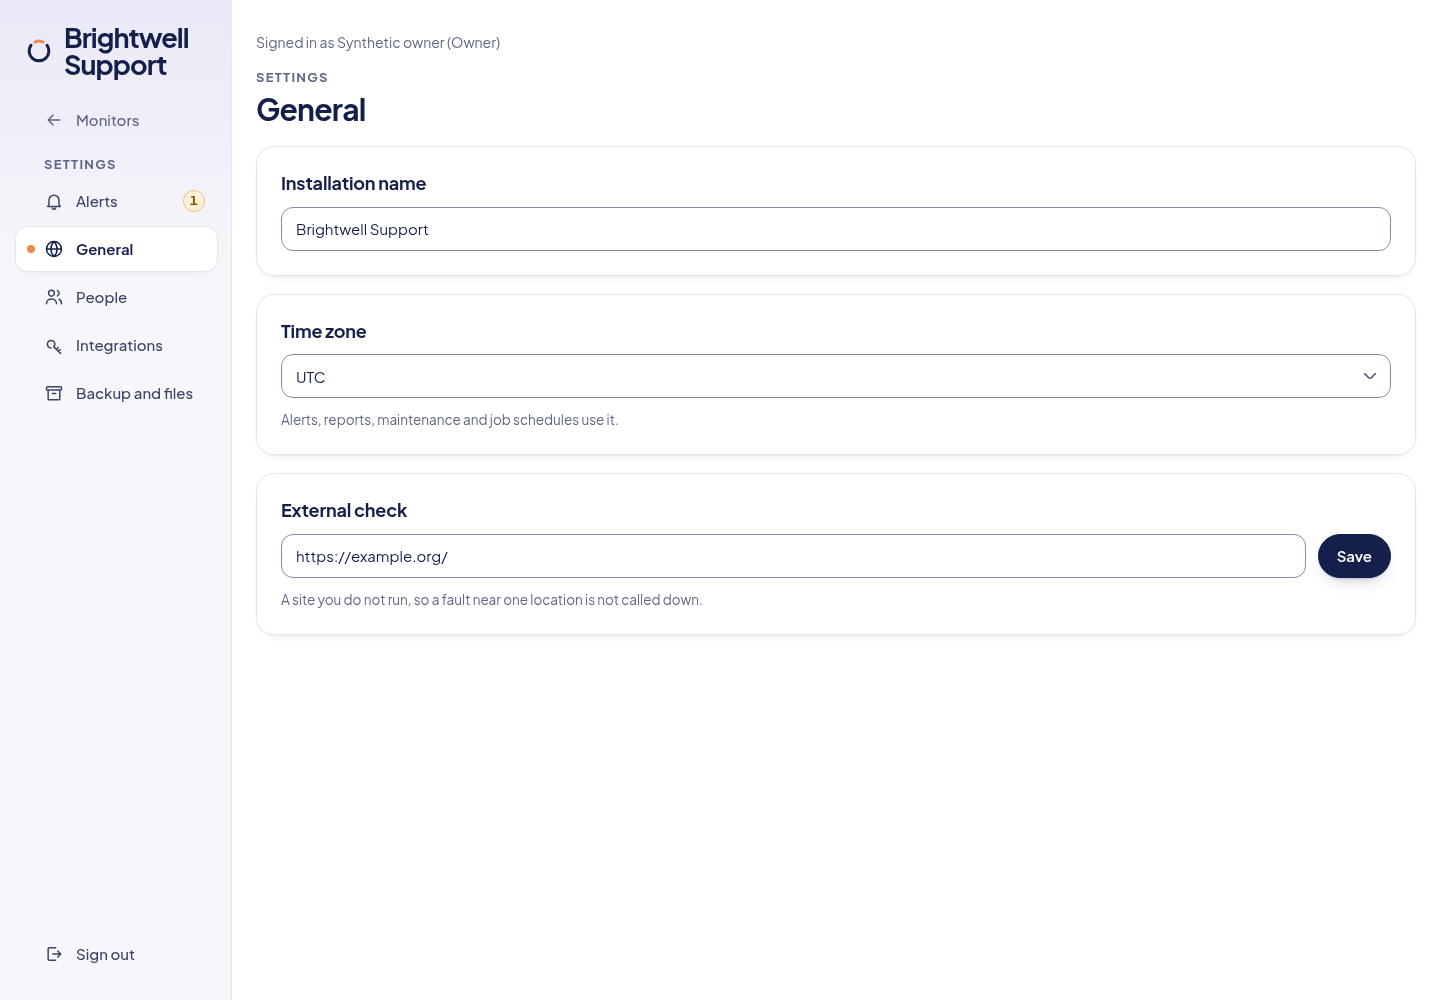 Brightwell
Support
Monitors
SETTINGS
Alerts
1
General
People
Integrations
Backup and files
Sign out
Signed in as Synthetic owner (Owner)
SETTINGS
General
Installation name
Brightwell Support
Time zone
UTC
Alerts, reports, maintenance and job schedules use it.
External check
https://example.org/
Save
A site you do not run, so a fault near one location is not called down.